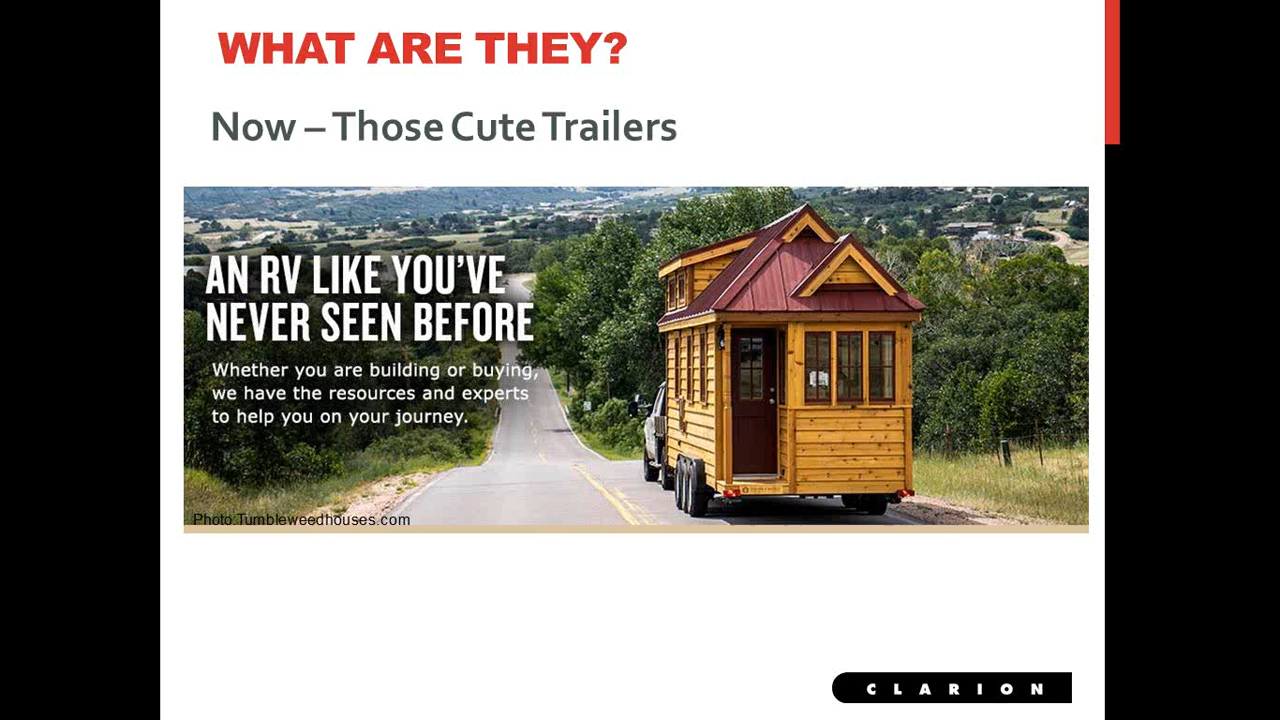 WHAT ARE THEY?
Now – Those Cute Trailers
AN RV LIKE YOU'VE
NEVER SEEN BEFORE
Whether you are building or buying,
we have the resources and experts
to help you on your journey.
Photo:Tumbleweedhouses.com
CLARION